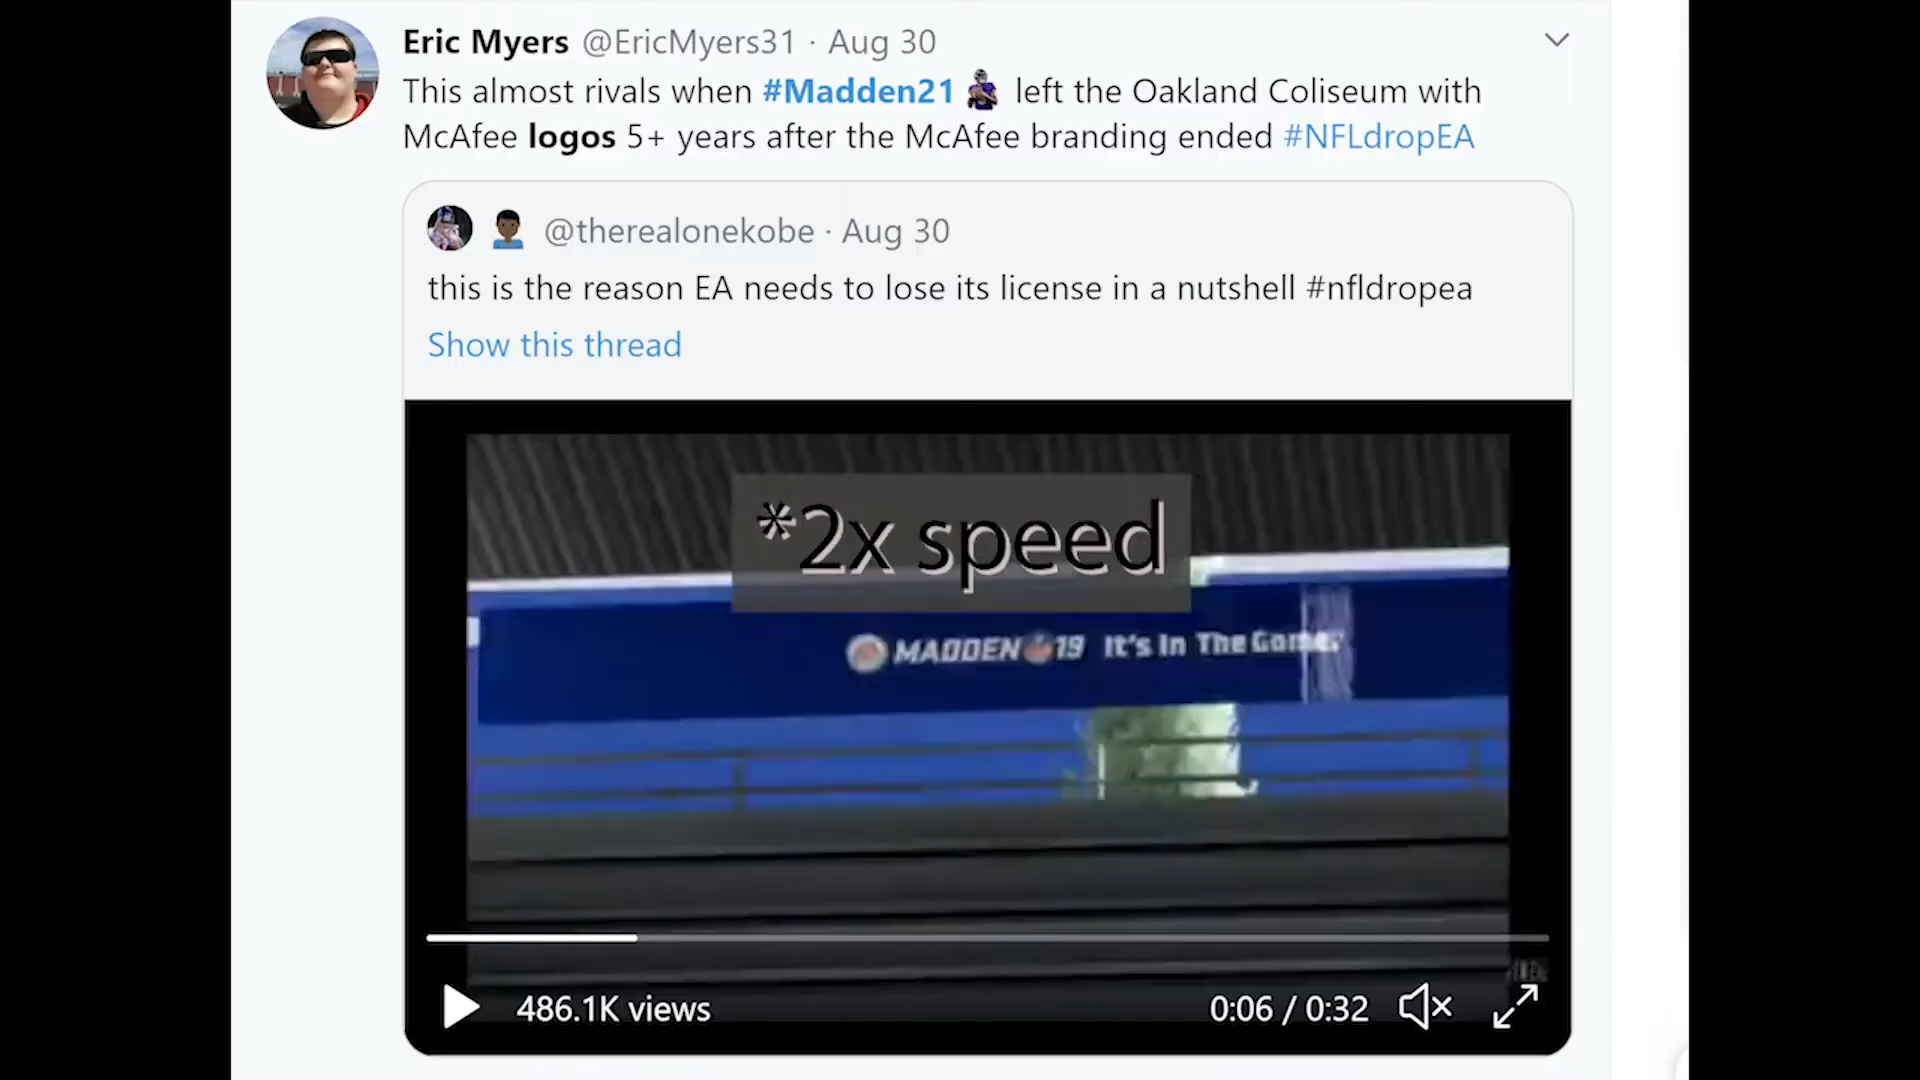 Eric Myers @EricMyers31 · Aug 30
This almost rivals when #Madden21 left the Oakland Coliseum with
McAfee logos 5+ years after the McAfee branding ended #NFLdropEA
@therealonekobe · Aug 30
this is the reason EA needs to lose its license in a nutshell #nfldropea
Show this thread
*2x speed
MADDEN 19 It's In The Game.
486.1K views 0:06 / 0:32